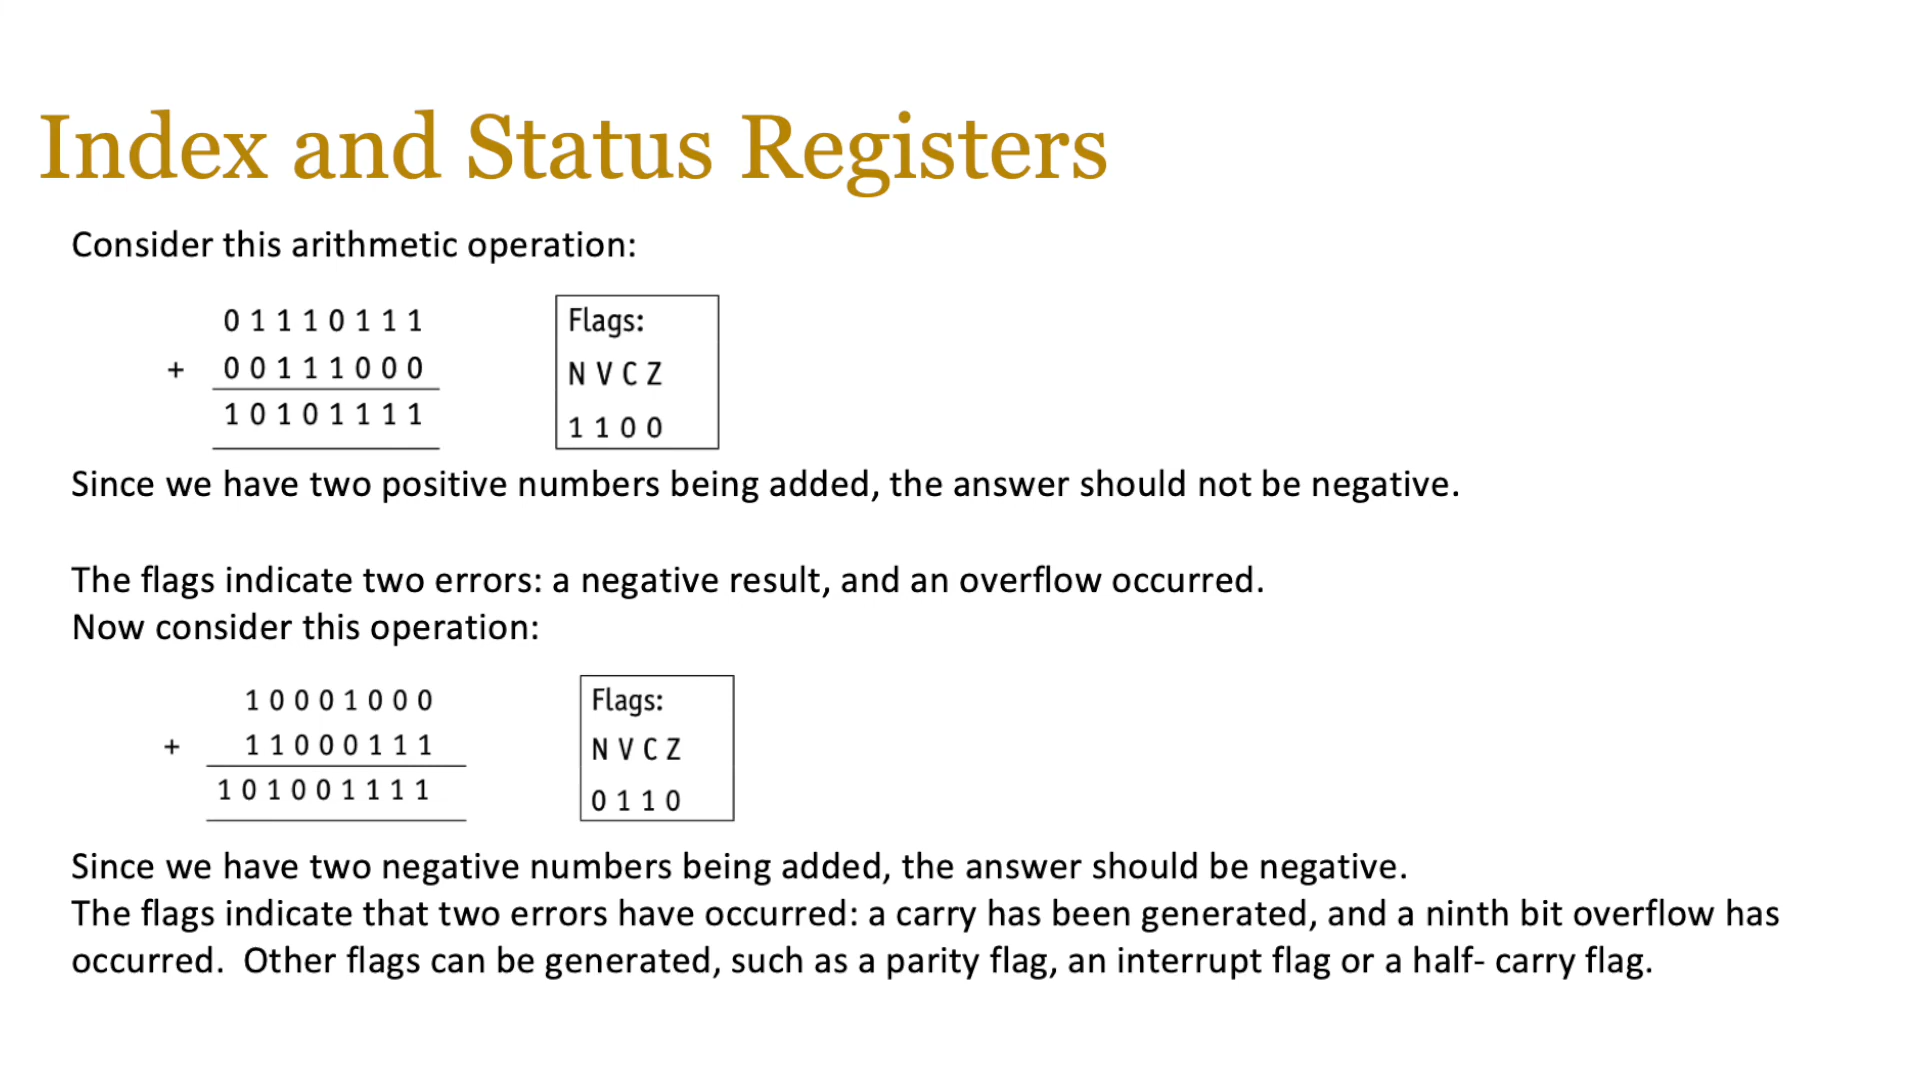 Index and Status Registers
Consider this arithmetic operation:
0 1 1 1 0 1 1 1
+ 0 0 1 1 1 0 0 0
1 0 1 0 1 1 1 1
Flags:
N V C Z
1 1 0 0
Since we have two positive numbers being added, the answer should not be negative.
The flags indicate two errors: a negative result, and an overflow occurred.
Now consider this operation:
1 0 0 0 1 0 0 0
+ 1 1 0 0 0 1 1 1
1 0 1 0 0 1 1 1 1
Flags:
N V C Z
0 1 1 0
Since we have two negative numbers being added, the answer should be negative.
The flags indicate that two errors have occurred: a carry has been generated, and a ninth bit overflow has
occurred.  Other flags can be generated, such as a parity flag, an interrupt flag or a half- carry flag.